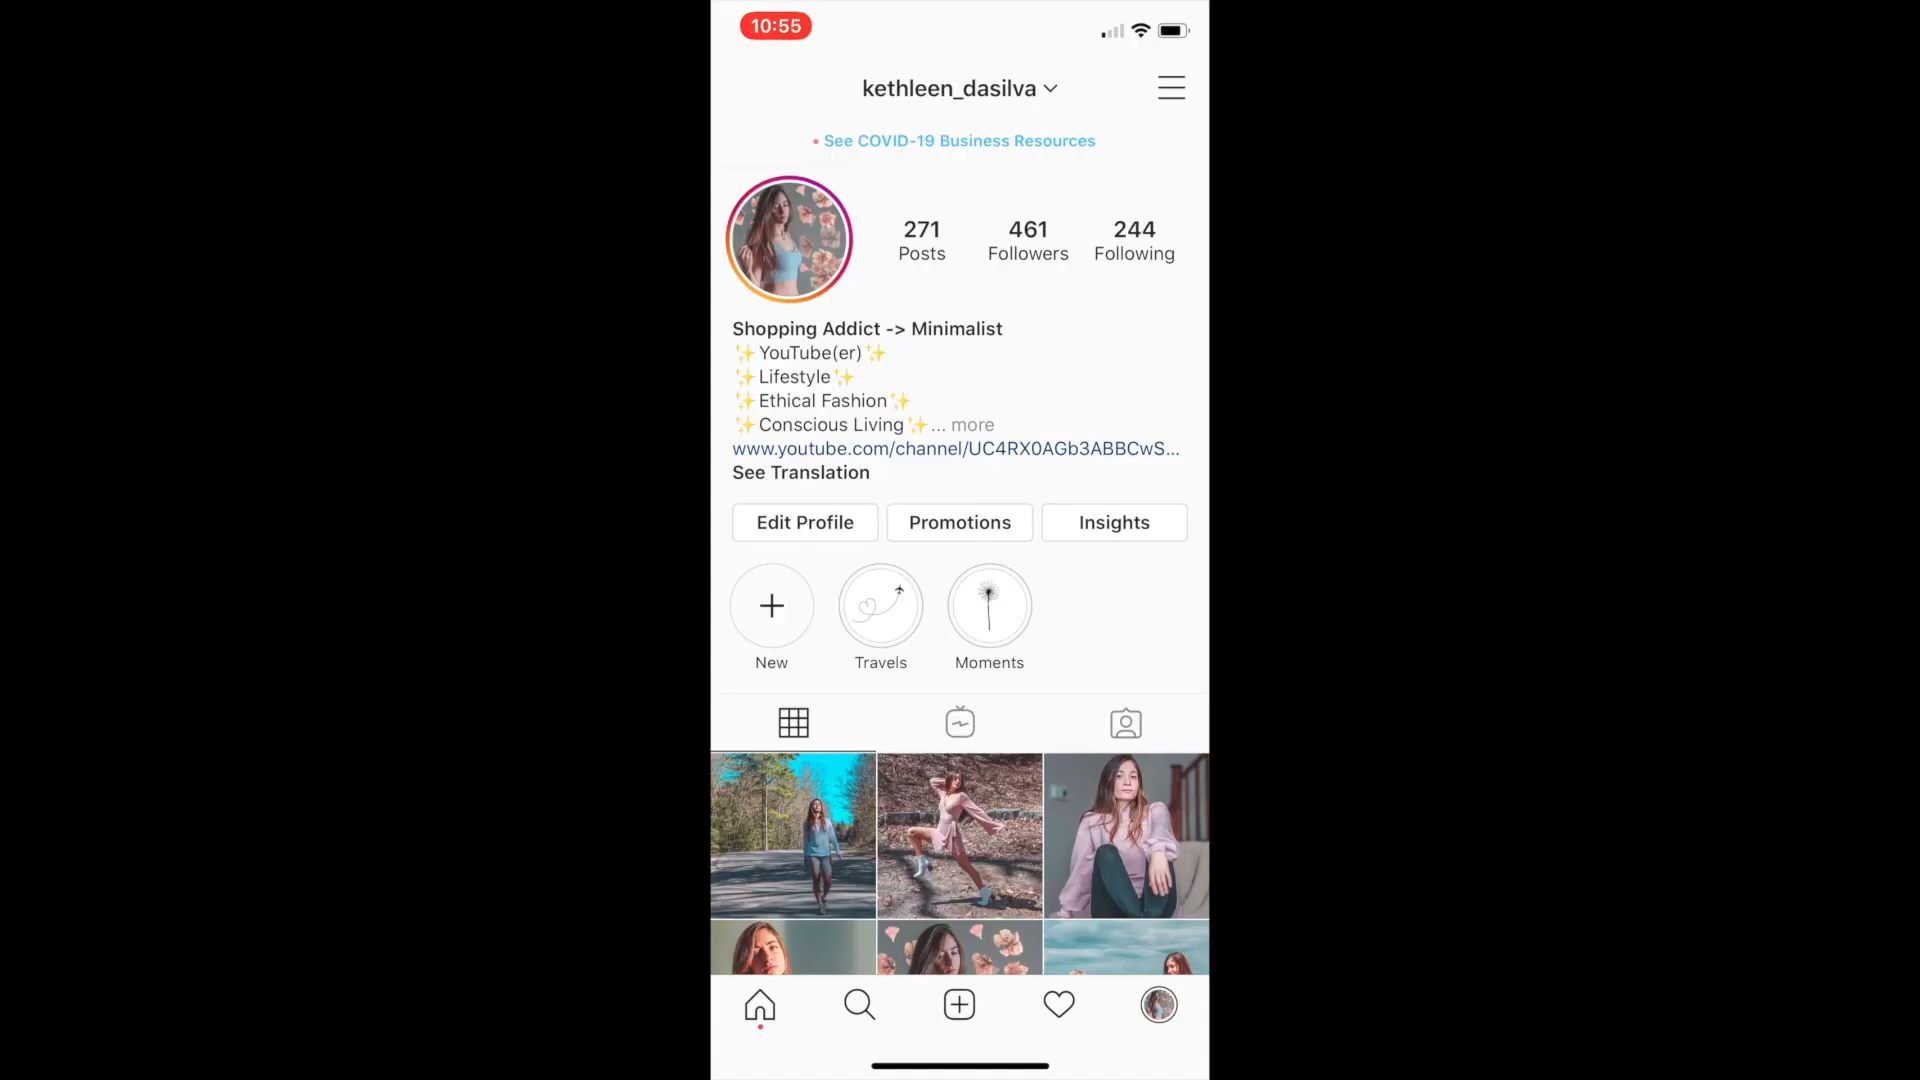 10:55
kethleen_dasilva
See COVID-19 Business Resources
271 461 244
Posts Followers Following
Shopping Addict -> Minimalist
✨YouTube(er)✨
✨Lifestyle✨
✨Ethical Fashion✨
✨Conscious Living✨... more
www.youtube.com/channel/UC4RX0AGb3ABBCwS...
See Translation
Edit Profile Promotions Insights
New Travels Moments